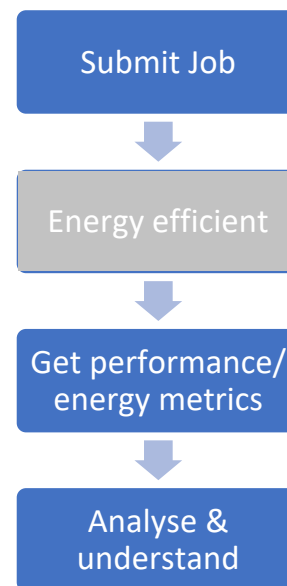 Submit Job
Energy efficient
Get performance/
energy metrics
Analyse &
understand